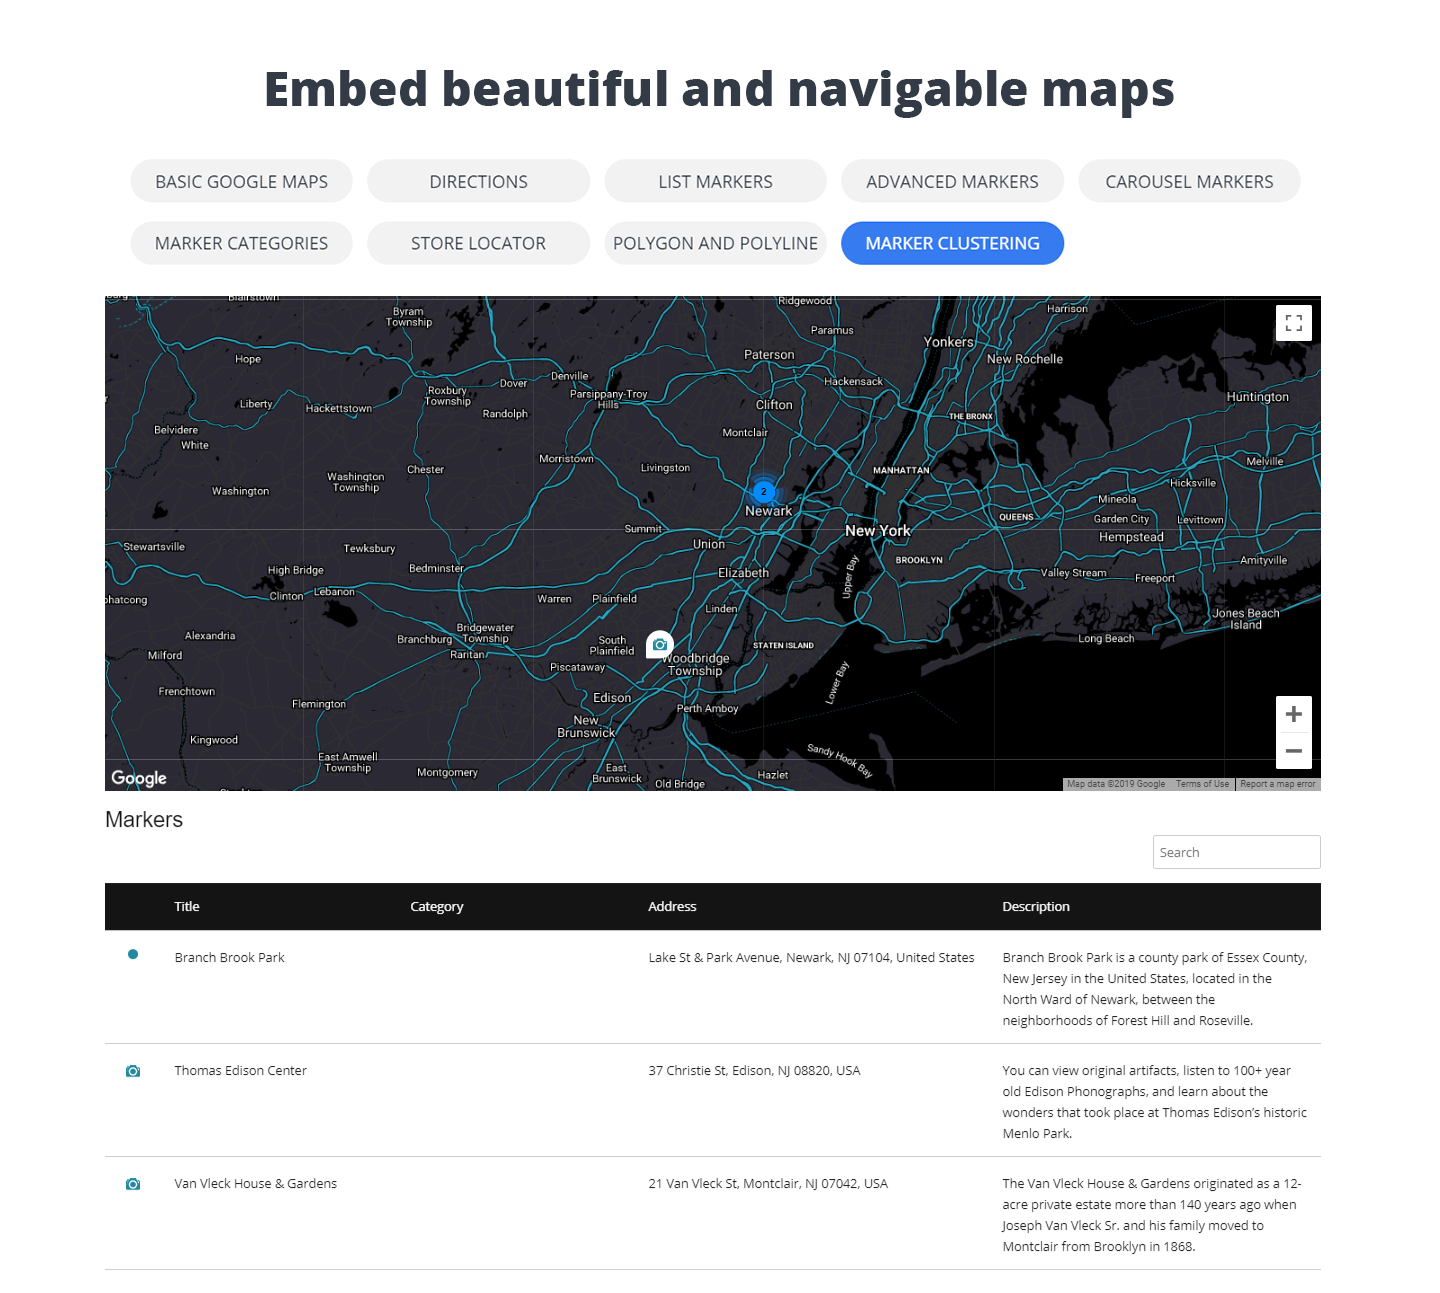 Embed beautiful and navigable maps
BASIC GOOGLE MAPS
DIRECTIONS
LIST MARKERS
ADVANCED MARKERS
CAROUSEL MARKERS
MARKER CATEGORIES
STORE LOCATOR
POLYGON AND POLYLINE
MARKER CLUSTERING
Blairstown
Ridgewood
Harrison
Byram
Township
Paramus
Yonkers
Paterson
New Rochelle
Hope
Denville
Dover
Hackensack
Roxbury
Township
Parsippany-Troy
Hills
Huntington
Liberty
Hackettstown
Randolph
Clifton
THE BRONX
Belvidere
White
Montclair
Morristown
Livingston
Chester
MANHATTAN
Melville
Washington
Washington
Township
Hicksville
2
Newark
Mineola
Summit
New York
QUEENS
Garden City
Levittown
Hempstead
Stewartsville
Tewksbury
Union
BROOKLYN
Amityville
High Bridge
Bedminster
Elizabeth
Upper Bay
Valley Stream
Freeport
phatcong
Clinton
Lebanon
Warren
Plainfield
Linden
Jones Beach
Island
Alexandria
Branchburg
Bridgewater
Township
South
Plainfield
STATEN ISLAND
Long Beach
Milford
Raritan
Piscataway
Woodbridge
Township
Lower Bay
Frenchtown
Flemington
Edison
Perth Amboy
New
Brunswick
Kingwood
East Amwell
Township
Sandy Hook Bay
Montgomery
East
Brunswick
Old Bridge
Hazlet
Google
Map data ©2019 Google
Terms of Use
Report a map error
Markers
Search
Title Category Address Description
Branch Brook Park Lake St & Park Avenue, Newark, NJ 07104, United States Branch Brook Park is a county park of Essex County,
New Jersey in the United States, located in the
North Ward of Newark, between the
neighborhoods of Forest Hill and Roseville.
Thomas Edison Center 37 Christie St, Edison, NJ 08820, USA You can view original artifacts, listen to 100+ year
old Edison Phonographs, and learn about the
wonders that took place at Thomas Edison's historic
Menlo Park.
Van Vleck House & Gardens 21 Van Vleck St, Montclair, NJ 07042, USA The Van Vleck House & Gardens originated as a 12-
acre private estate more than 140 years ago when
Joseph Van Vleck Sr. and his family moved to
Montclair from Brooklyn in 1868.